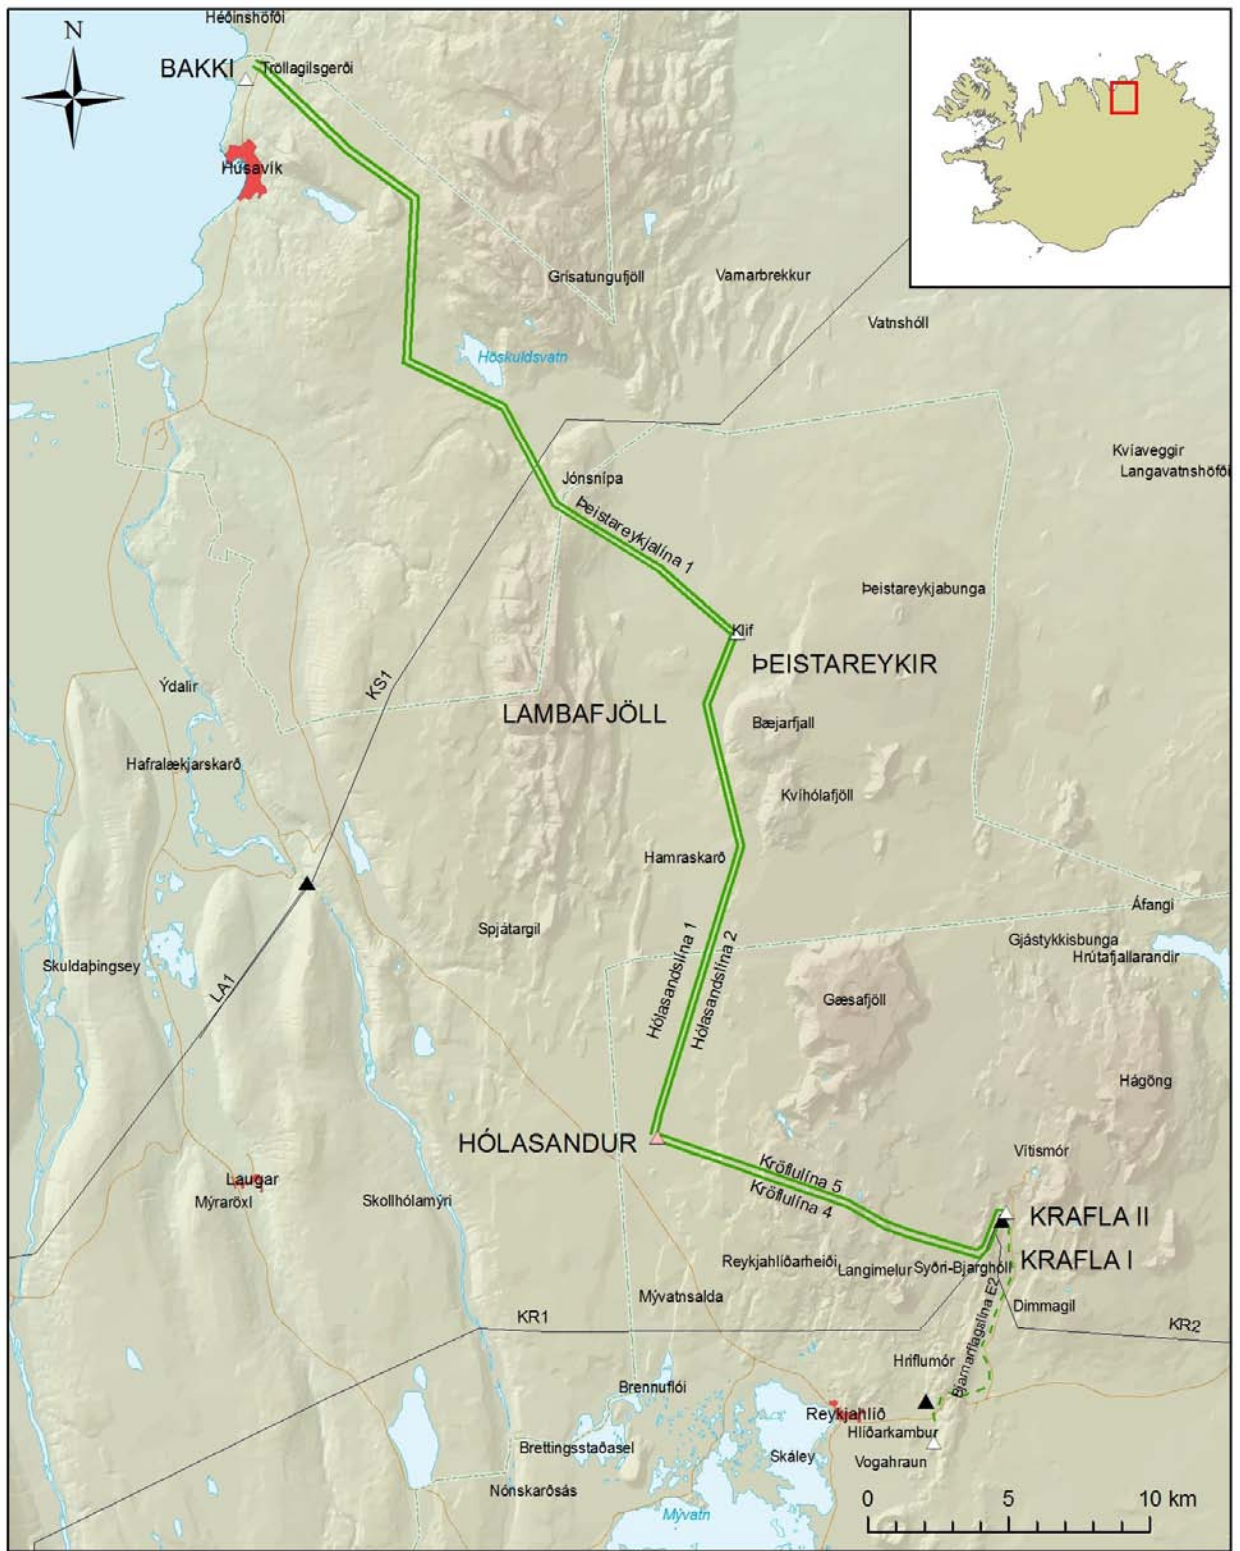 Héðinshöfði
N
BAKKI
Tröllagilsgerði
Húsavík
Grísatungufjöll
Vamarbrekkur
Vatnshóll
Höskuldsvatn
Kvíaveggir
Langavatnshöfði
Jónsnípa
Þeistareykjalína 1
Þeistareykjabunga
Klif
ÞEISTAREYKIR
Ýdalir
KS1
LAMBAFJÖLL
Bæjarfjall
Hafralækjarskarð
Kvíhólafjöll
Hamraskarð
Áfangi
Spjátargil
Gjástykkisbunga
Hrútafjallarandir
Skuldaþingsey
LA1
Hólasandslína 1
Hólasandslína 2
Gæsafjöll
Hágöng
HÓLASANDUR
Vítismór
Kröflulína 5
Kröflulína 4
Laugar
Mýraröxl
Skollhólamýri
KRAFLA II
KRAFLA I
Reykjahlíðarheiði
Langimelur
Syðri-Bjarghóll
Mývatnsalda
Dimmagil
KR1
KR2
Bjarnarflagslína E2
Hriflumór
Brennuflói
Reykjahlíð
Hlíðarkambur
Brettingsstaðasel
Skáley
Vogahraun
Nónskarðsás
Mývatn
0 5 10 km